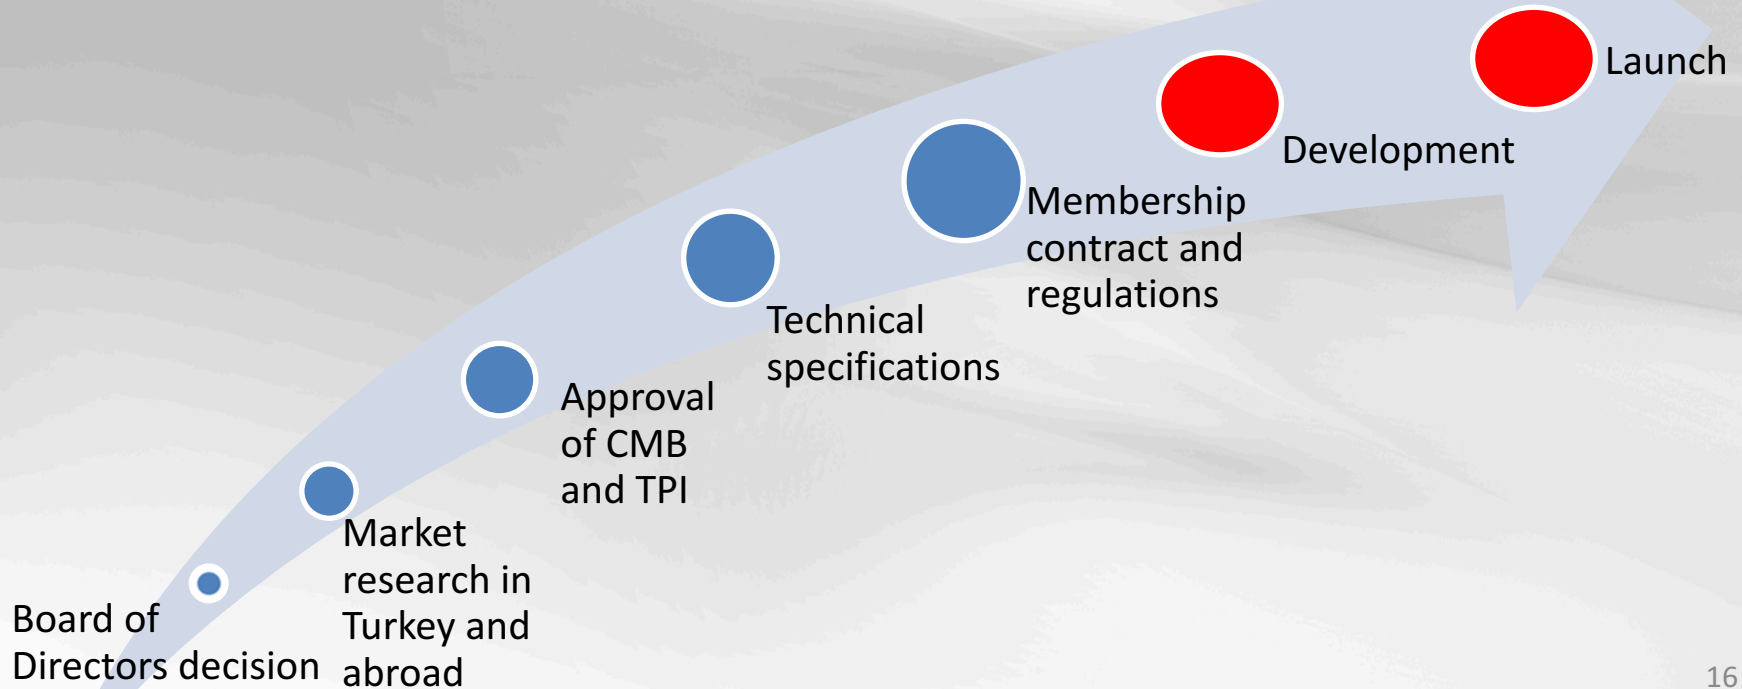 Board of
Directors decision
Market
research in
Turkey and
abroad
Approval
of CMB
and TPI
Technical
specifications
Membership
contract and
regulations
Development
Launch
16